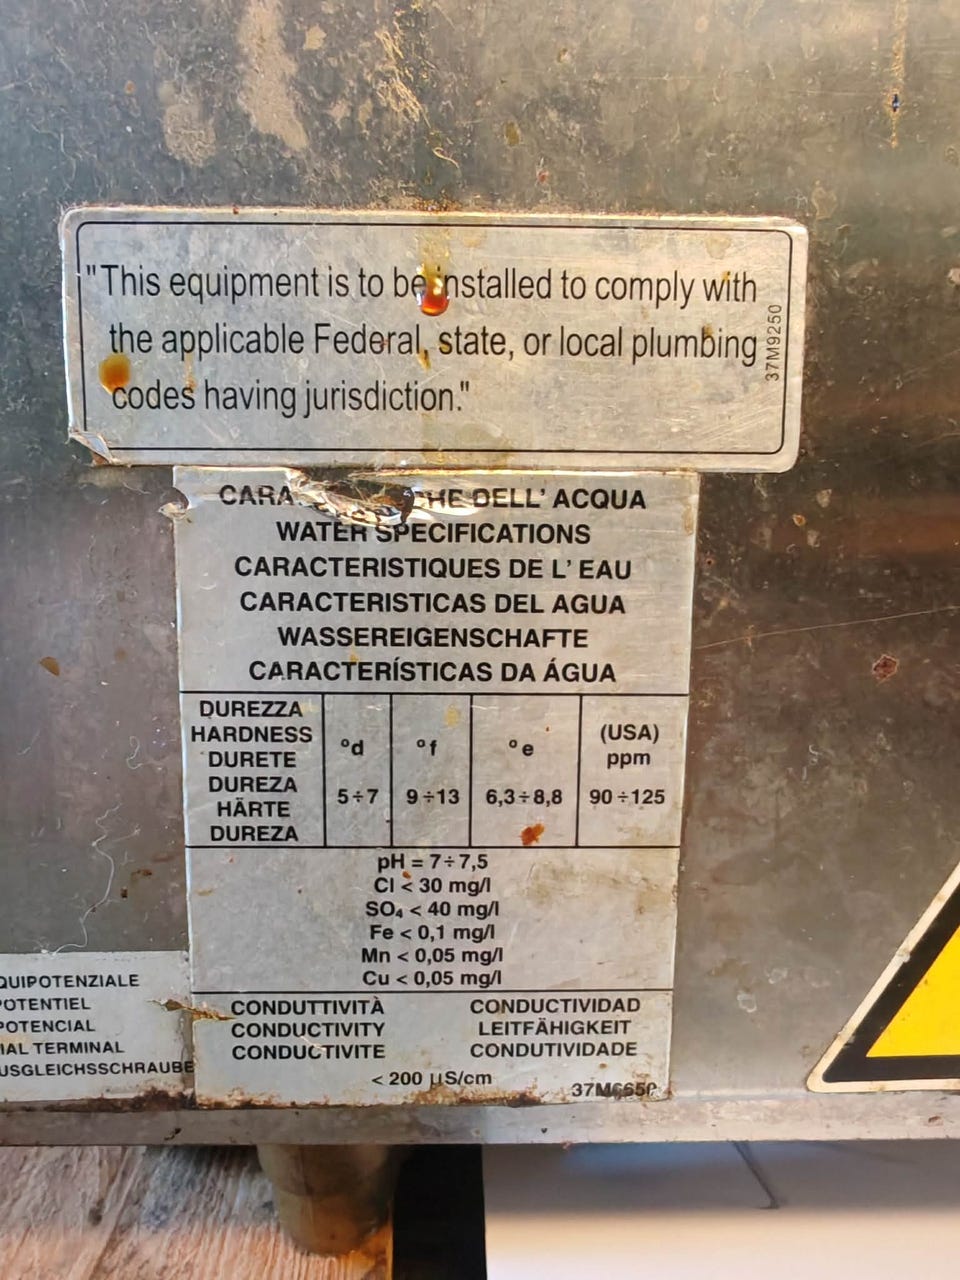 "This equipment is to be installed to comply with
the applicable Federal, state, or local plumbing
codes having jurisdiction."
37M9250
DELL' ACQUA
WATER SPECIFICATIONS
CARACTERISTIQUES DE L' EAU
CARACTERISTICAS DEL AGUA
WASSEREIGENSCHAFTE
CARACTERÍSTICAS DA ÁGUA
DUREZZA
HARDNESS
DURETE
DUREZA
HÄRTE
DUREZA
°d °f °e (USA) ppm
5÷7 9÷13 6,3÷8,8 90÷125
pH = 7÷7,5
Cl < 30 mg/l
SO₄ < 40 mg/l
Fe < 0,1 mg/l
Mn < 0,05 mg/l
Cu < 0,05 mg/l
CONDUTTIVITÀ CONDUCTIVIDAD
CONDUCTIVITY LEITFÄHIGKEIT
CONDUCTIVITE CONDUTIVIDADE
< 200 µS/cm
QUIPOTENZIALE
POTENTIEL
POTENCIAL
IAL TERMINAL
USGLEICHSSCHRAUBE